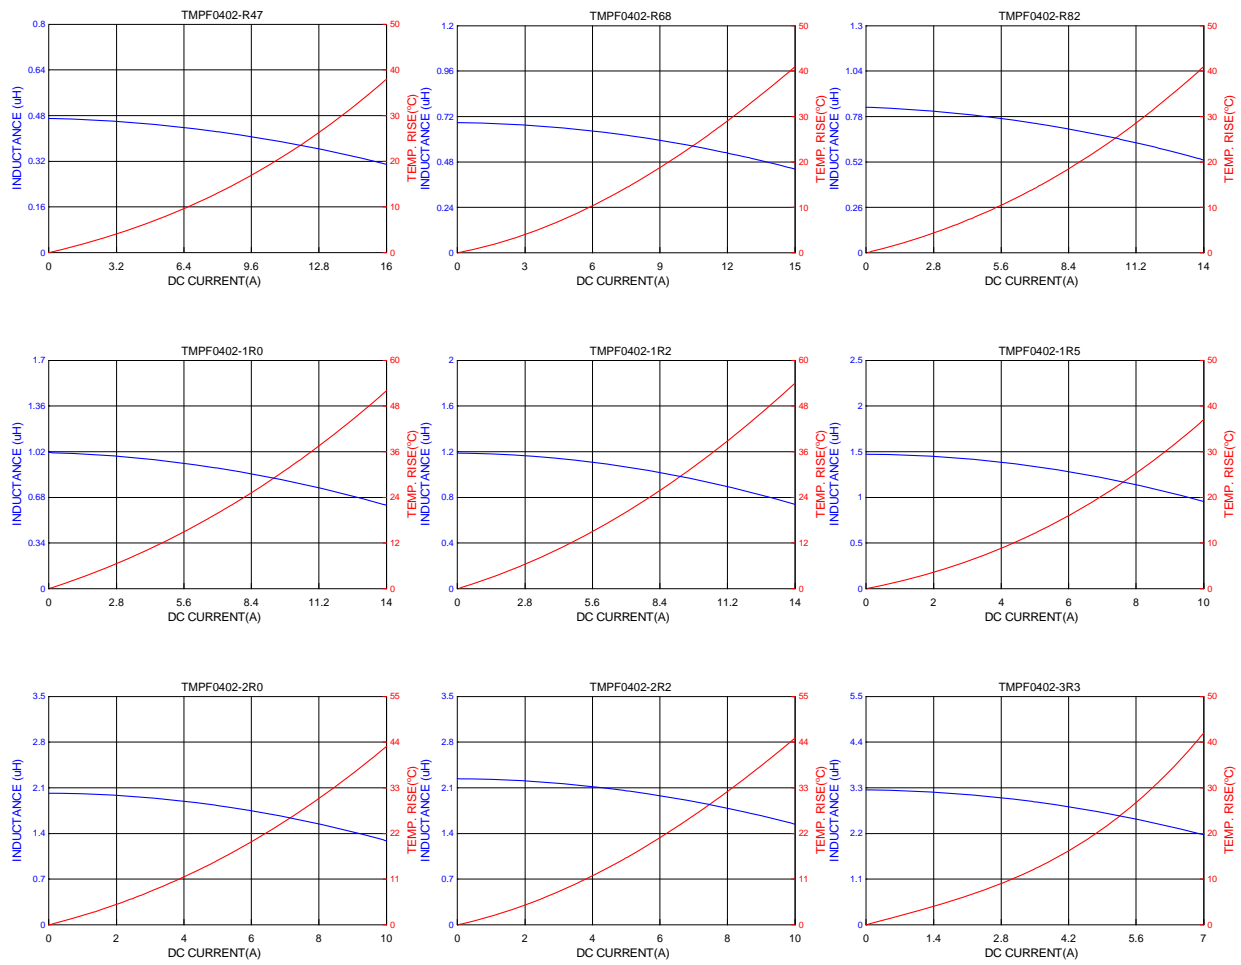 TMPF0402-R47
0.8
0.64
0.48
0.32
0.16
0
INDUCTANCE (uH)
50
40
30
20
10
0
TEMP. RISE(°C)
0 3.2 6.4 9.6 12.8 16
DC CURRENT(A)
TMPF0402-R68
1.2
0.96
0.72
0.48
0.24
0
INDUCTANCE (uH)
50
40
30
20
10
0
TEMP. RISE(°C)
0 3 6 9 12 15
DC CURRENT(A)
TMPF0402-R82
1.3
1.04
0.78
0.52
0.26
0
INDUCTANCE (uH)
50
40
30
20
10
0
TEMP. RISE(°C)
0 2.8 5.6 8.4 11.2 14
DC CURRENT(A)
TMPF0402-1R0
1.7
1.36
1.02
0.68
0.34
0
INDUCTANCE (uH)
60
48
36
24
12
0
TEMP. RISE(°C)
0 2.8 5.6 8.4 11.2 14
DC CURRENT(A)
TMPF0402-1R2
2
1.6
1.2
0.8
0.4
0
INDUCTANCE (uH)
60
48
36
24
12
0
TEMP. RISE(°C)
0 2.8 5.6 8.4 11.2 14
DC CURRENT(A)
TMPF0402-1R5
2.5
2
1.5
1
0.5
0
INDUCTANCE (uH)
50
40
30
20
10
0
TEMP. RISE(°C)
0 2 4 6 8 10
DC CURRENT(A)
TMPF0402-2R0
3.5
2.8
2.1
1.4
0.7
0
INDUCTANCE (uH)
55
44
33
22
11
0
TEMP. RISE(°C)
0 2 4 6 8 10
DC CURRENT(A)
TMPF0402-2R2
3.5
2.8
2.1
1.4
0.7
0
INDUCTANCE (uH)
55
44
33
22
11
0
TEMP. RISE(°C)
0 2 4 6 8 10
DC CURRENT(A)
TMPF0402-3R3
5.5
4.4
3.3
2.2
1.1
0
INDUCTANCE (uH)
50
40
30
20
10
0
TEMP. RISE(°C)
0 1.4 2.8 4.2 5.6 7
DC CURRENT(A)